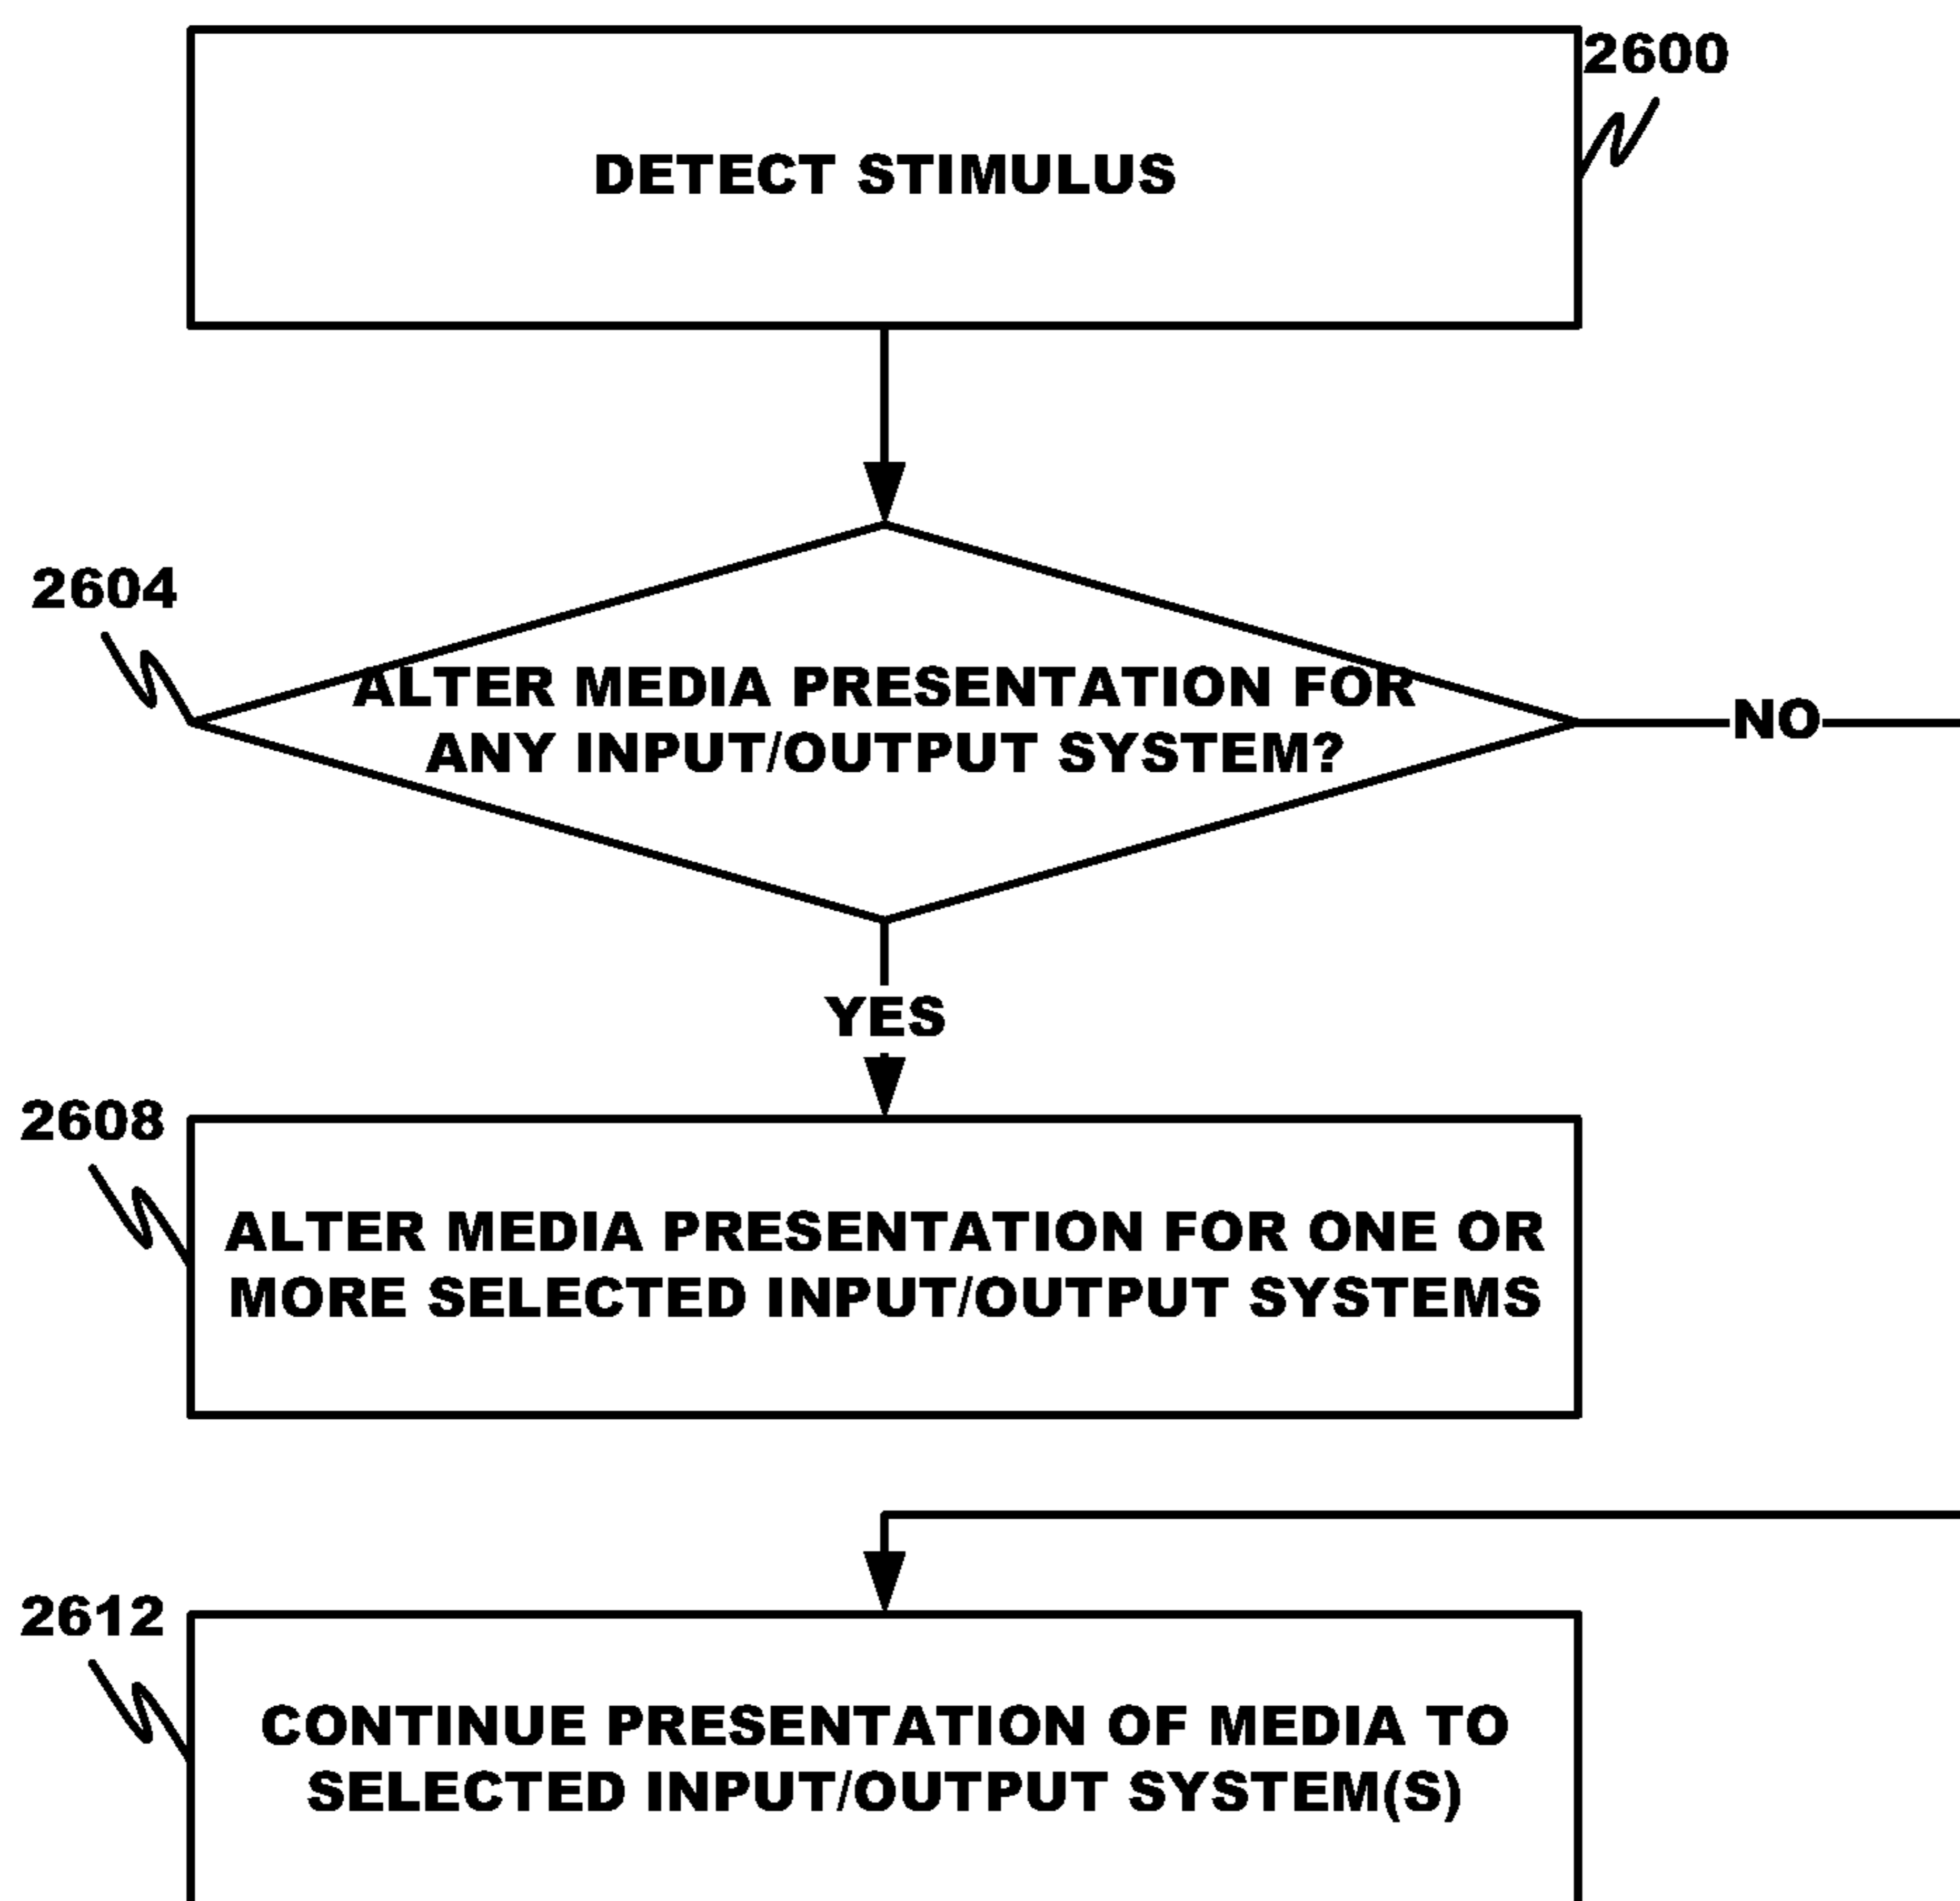 2600
DETECT STIMULUS
2604
ALTER MEDIA PRESENTATION FOR
ANY INPUT/OUTPUT SYSTEM?
NO
YES
2608
ALTER MEDIA PRESENTATION FOR ONE OR
MORE SELECTED INPUT/OUTPUT SYSTEMS
2612
CONTINUE PRESENTATION OF MEDIA TO
SELECTED INPUT/OUTPUT SYSTEM(S)